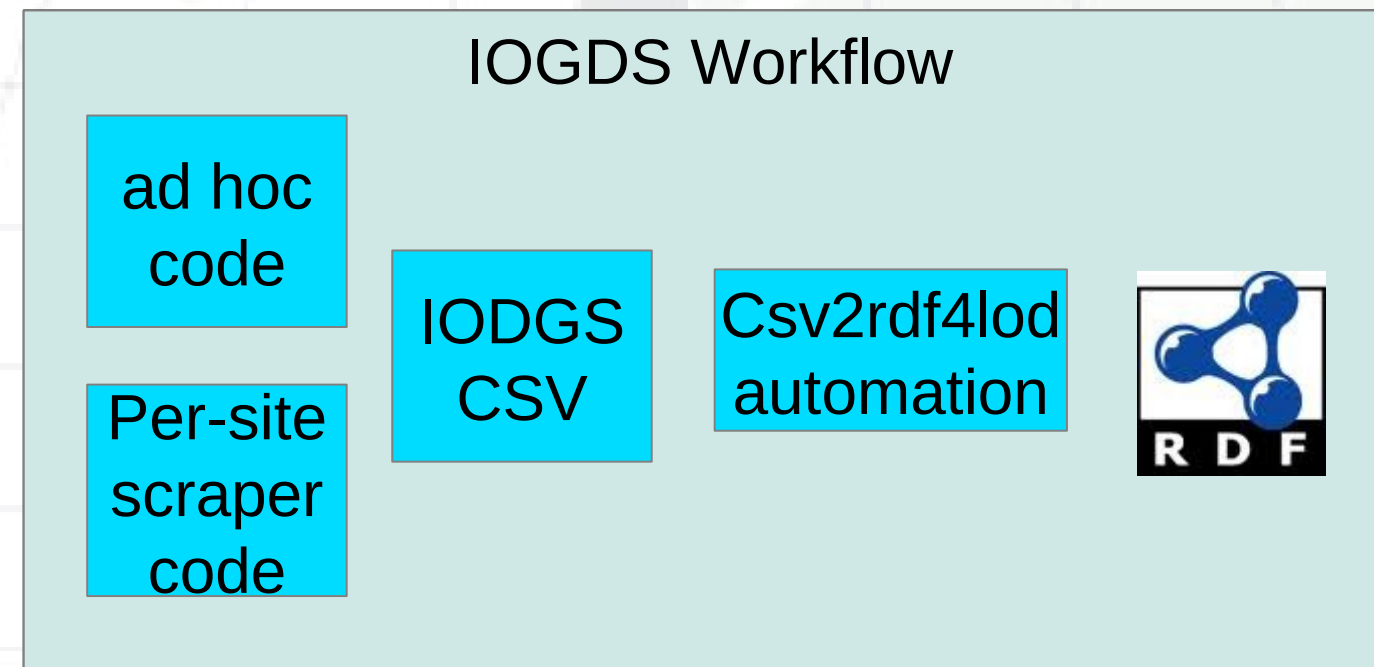 IOGDS Workflow
ad hoc
code
Per-site
scraper
code
IODGS
CSV
Csv2rdf4lod
automation
RDF